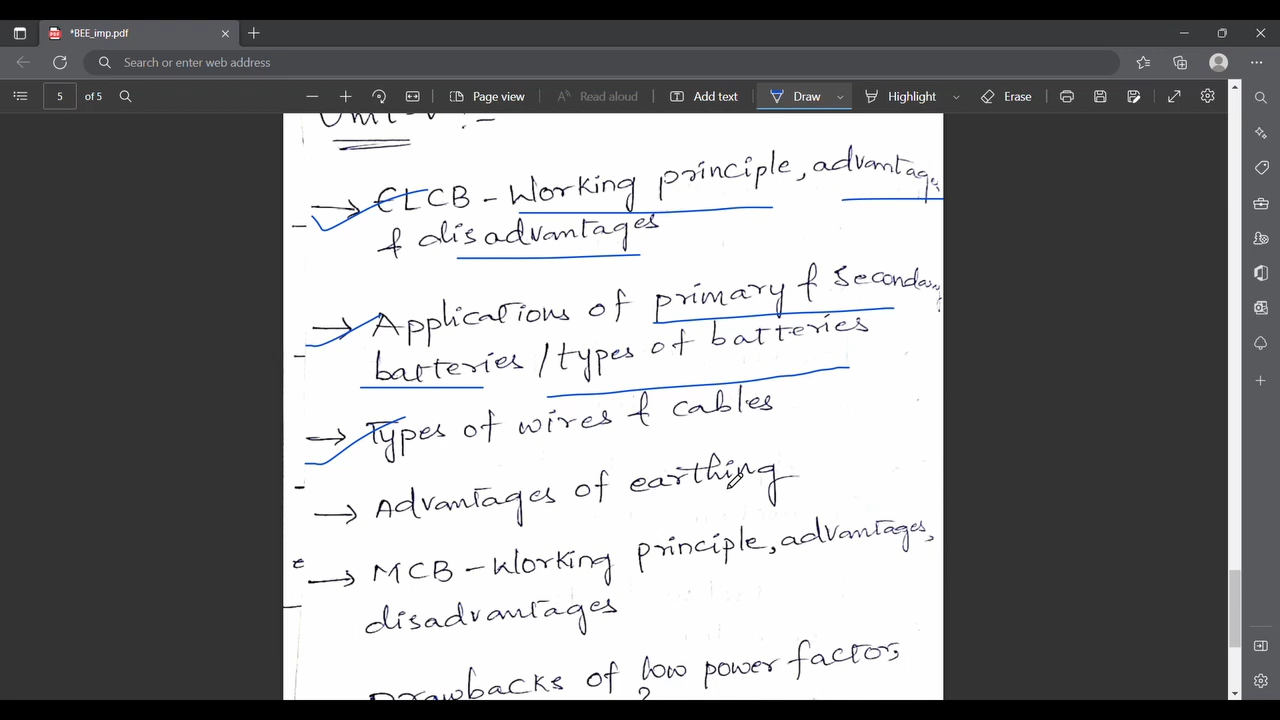 *BEE_imp.pdf
Search or enter web address
5 of 5
Page view
Read aloud
Add text
Draw
Highlight
Erase
Unit-V :-
→ ELCB - Working principle, advantages
& disadvantages
→ Applications of primary & Secondary
batteries / types of batteries
→ Types of wires & cables
→ Advantages of earthing
→ MCB - Working principle, advantages,
disadvantages
Drawbacks of low power factor,